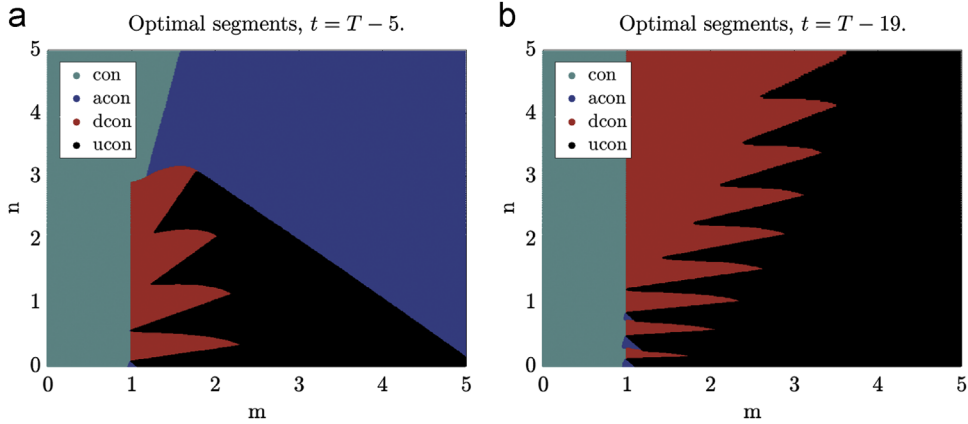 a
Optimal segments, t = T − 5.
5
4
3
2
1
0
n
con
acon
dcon
ucon
0 1 2 3 4 5
m
b
Optimal segments, t = T − 19.
5
4
3
2
1
0
n
con
acon
dcon
ucon
0 1 2 3 4 5
m